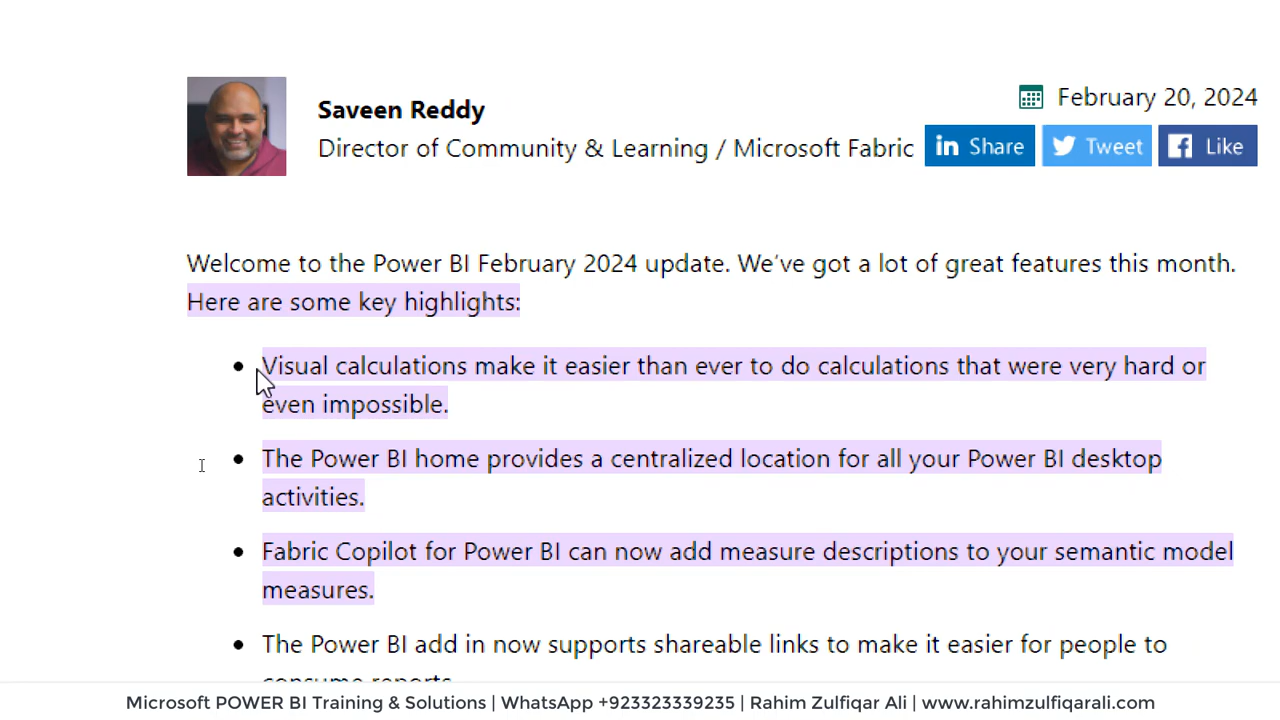 Saveen Reddy
Director of Community & Learning / Microsoft Fabric
February 20, 2024
Share Tweet Like
Welcome to the Power BI February 2024 update. We've got a lot of great features this month.
Here are some key highlights:
• Visual calculations make it easier than ever to do calculations that were very hard or
even impossible.
• The Power BI home provides a centralized location for all your Power BI desktop
activities.
• Fabric Copilot for Power BI can now add measure descriptions to your semantic model
measures.
• The Power BI add in now supports shareable links to make it easier for people to
consume reports.
Microsoft POWER BI Training & Solutions | WhatsApp +923323339235 | Rahim Zulfiqar Ali | www.rahimzulfiqarali.com